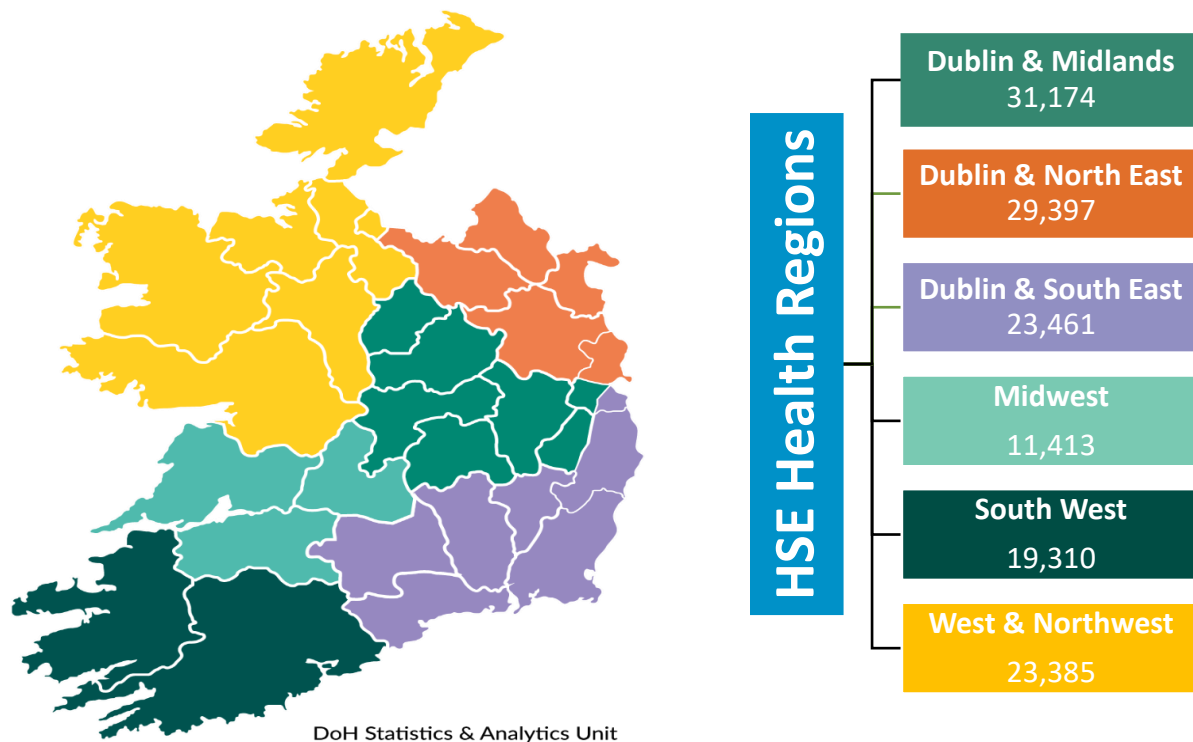 DoH Statistics & Analytics Unit
HSE Health Regions
Dublin & Midlands
31,174
Dublin & North East
29,397
Dublin & South East
23,461
Midwest
11,413
South West
19,310
West & Northwest
23,385